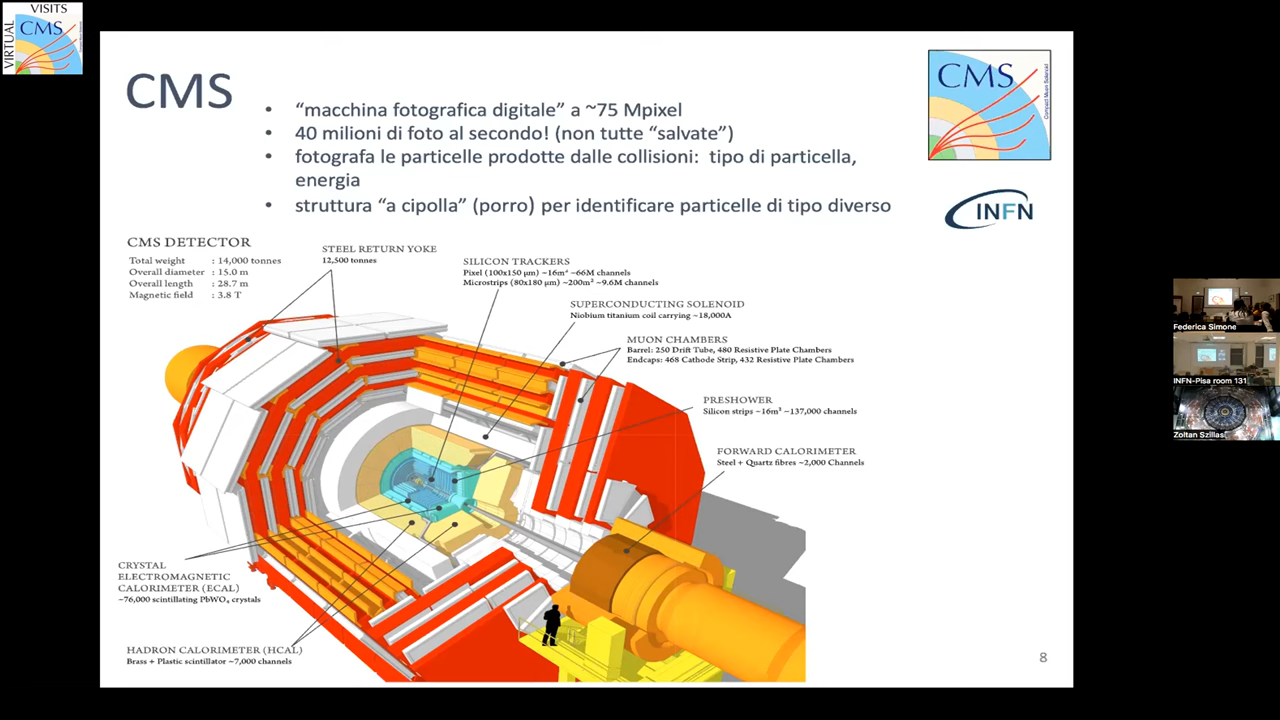 VISITS
VIRTUAL
CMS
CMS
• "macchina fotografica digitale" a ~75 Mpixel
• 40 milioni di foto al secondo! (non tutte "salvate")
• fotografa le particelle prodotte dalle collisioni: tipo di particella,
energia
• struttura "a cipolla" (porro) per identificare particelle di tipo diverso
CMS
Compact Muon Solenoid
INFN
CMS DETECTOR
Total weight : 14,000 tonnes
Overall diameter : 15.0 m
Overall length : 28.7 m
Magnetic field : 3.8 T
STEEL RETURN YOKE
12,500 tonnes
SILICON TRACKERS
Pixel (100x150 μm) ~16m² ~66M channels
Microstrips (80x180 μm) ~200m² ~9.6M channels
SUPERCONDUCTING SOLENOID
Niobium titanium coil carrying ~18,000A
MUON CHAMBERS
Barrel: 250 Drift Tube, 480 Resistive Plate Chambers
Endcaps: 468 Cathode Strip, 432 Resistive Plate Chambers
PRESHOWER
Silicon strips ~16m² ~137,000 channels
FORWARD CALORIMETER
Steel + Quartz fibres ~2,000 Channels
CRYSTAL
ELECTROMAGNETIC
CALORIMETER (ECAL)
~76,000 scintillating PbWO₄ crystals
HADRON CALORIMETER (HCAL)
Brass + Plastic scintillator ~7,000 channels
8
Federica Simone
INFN-Pisa room 131
Zoltan Szillasi